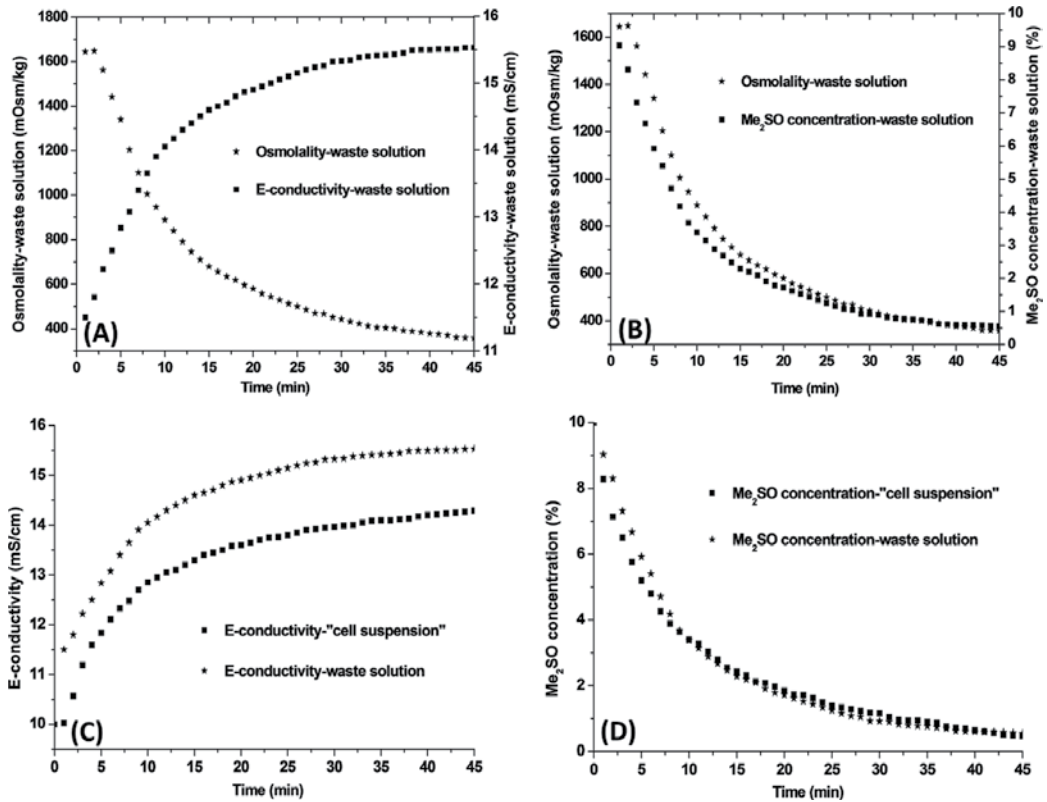 1800
1600
1400
1200
1000
800
600
400
Osmolality-waste solution (mOsm/kg)
16
15
14
13
12
11
E-conductivity-waste solution (mS/cm)
Osmolality-waste solution
E-conductivity-waste solution
(A)
0 5 10 15 20 25 30 35 40 45
Time (min)
1600
1400
1200
1000
800
600
400
Osmolality-waste solution (mOsm/kg)
10
9
8
7
6
5
4
3
2
1
0
Me2SO concentration-waste solution (%)
Osmolality-waste solution
Me2SO concentration-waste solution
(B)
0 5 10 15 20 25 30 35 40 45
Time (min)
16
15
14
13
12
11
10
E-conductivity (mS/cm)
E-conductivity-"cell suspension"
E-conductivity-waste solution
(C)
0 5 10 15 20 25 30 35 40 45
Time (min)
10
8
6
4
2
0
Me2SO concentration (%)
Me2SO concentration-"cell suspension"
Me2SO concentration-waste solution
(D)
0 5 10 15 20 25 30 35 40 45
Time (min)